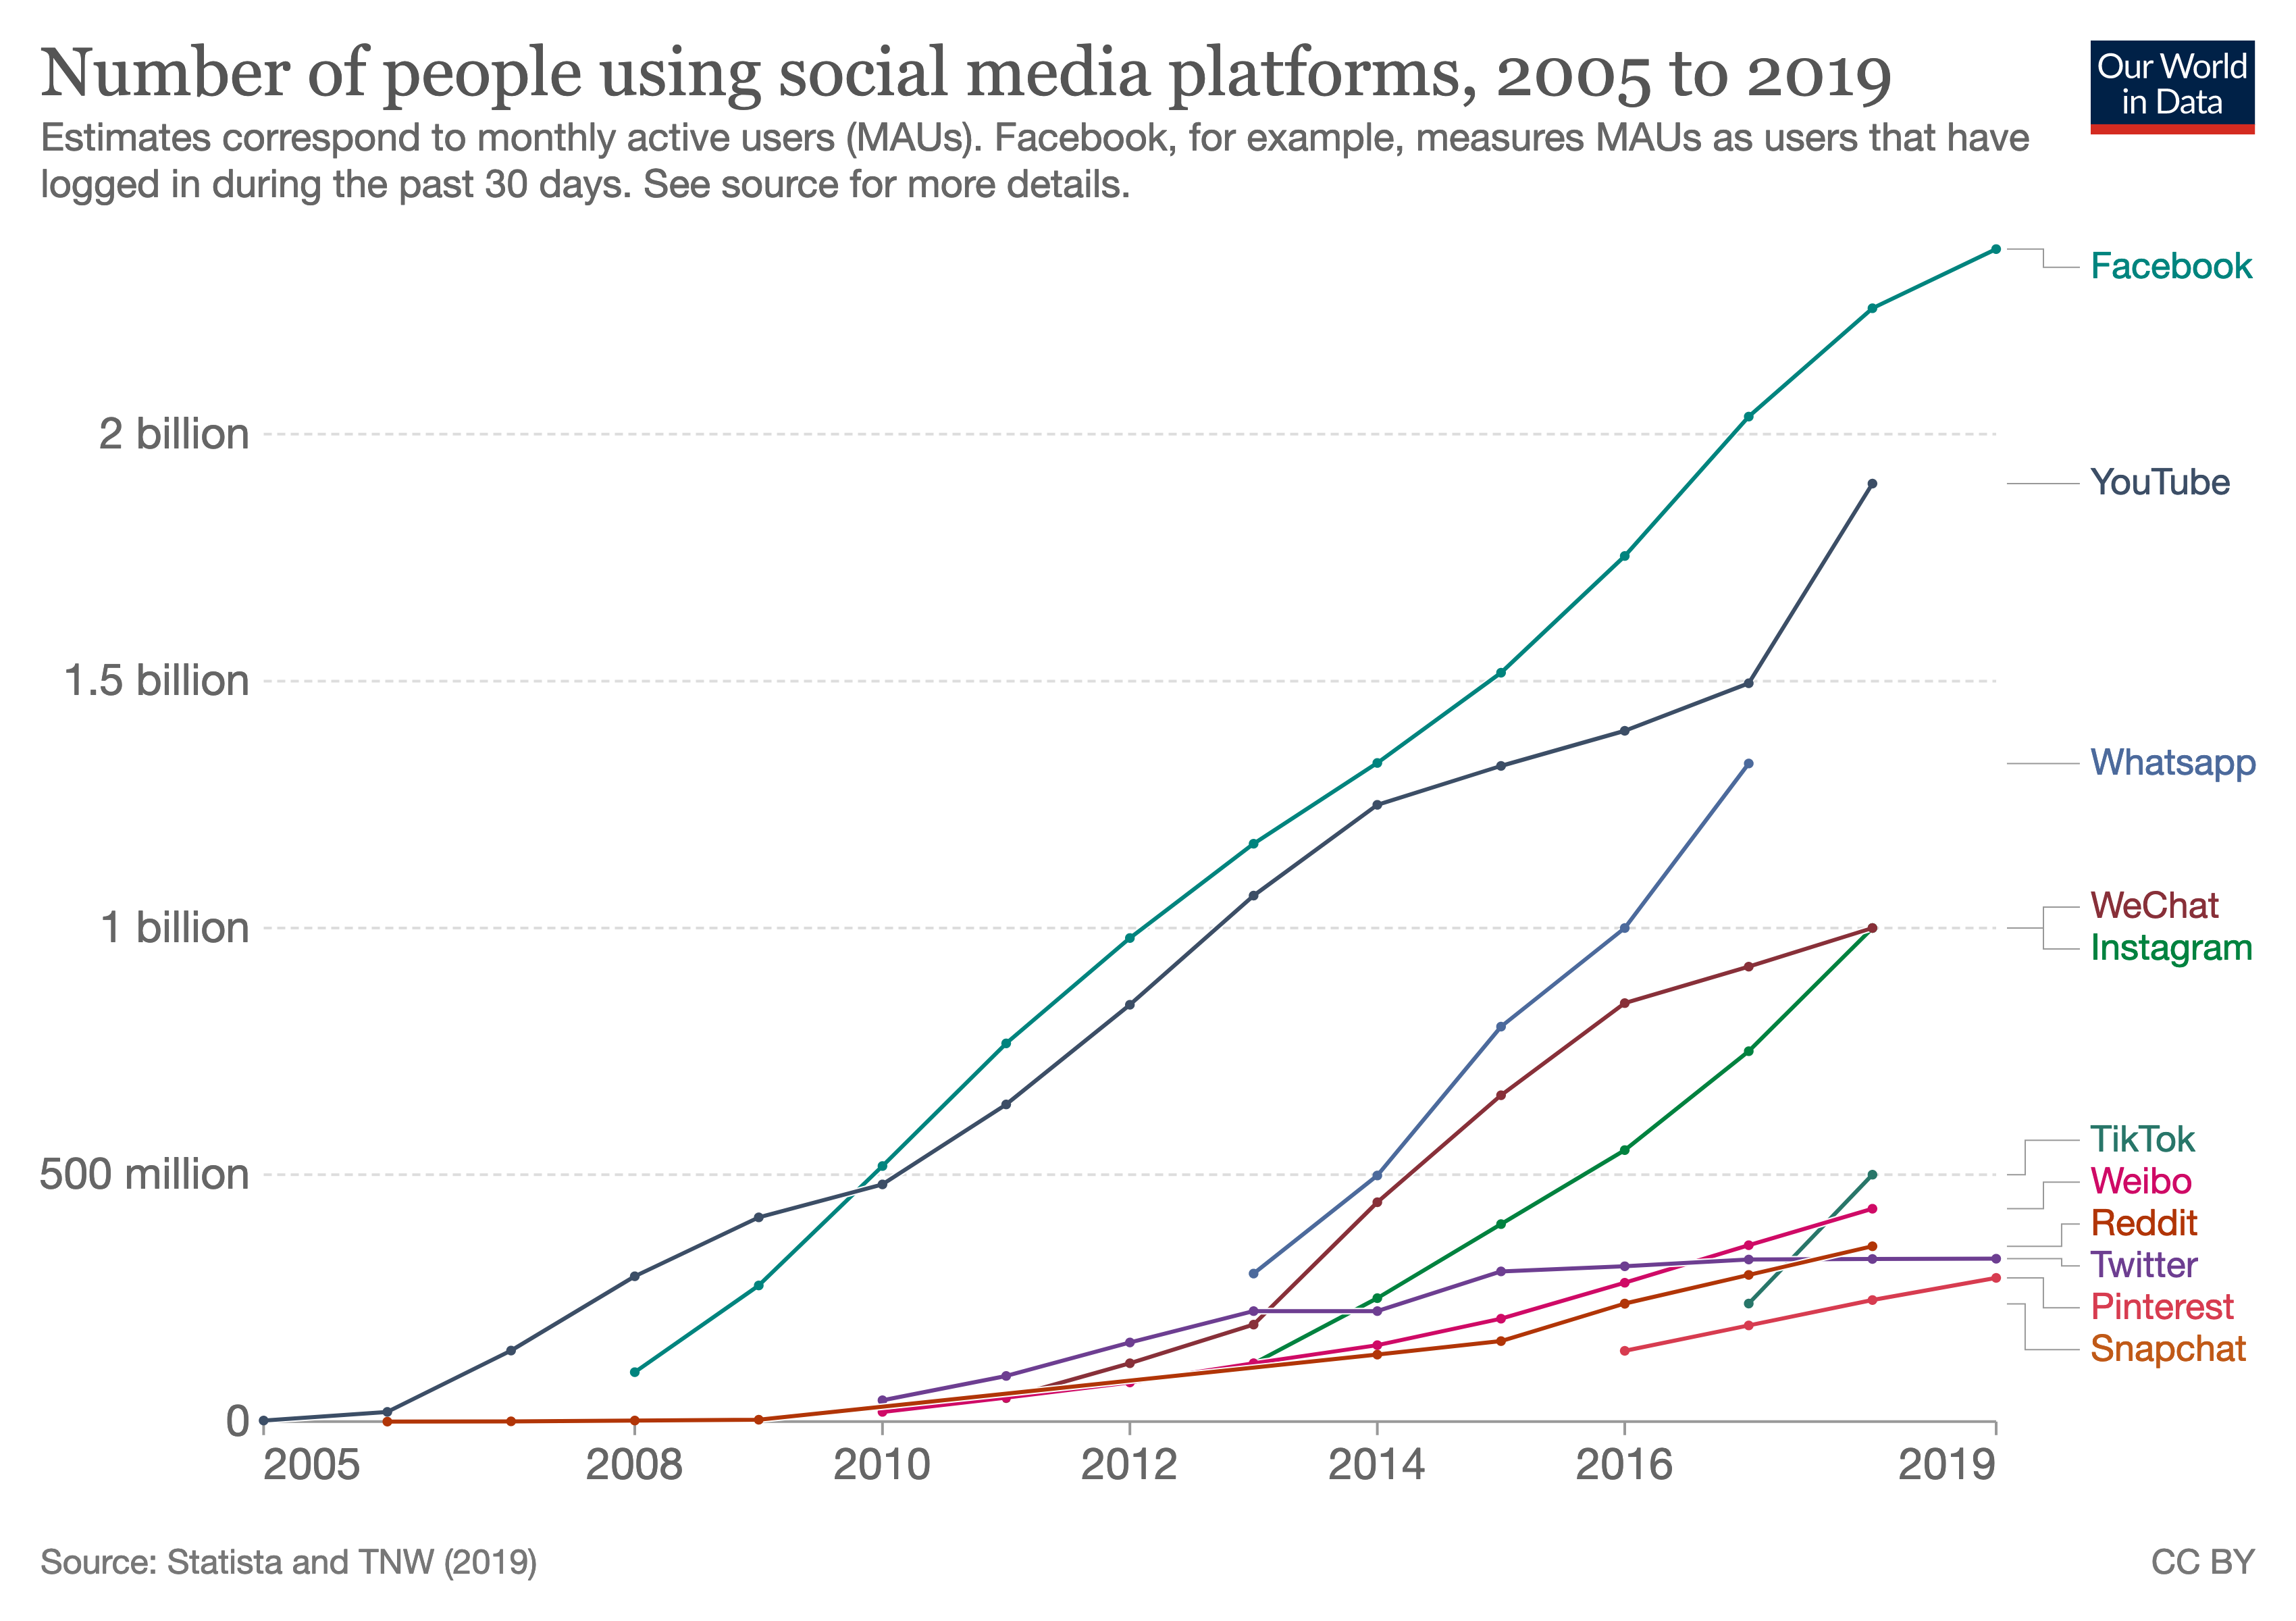 Number of people using social media platforms, 2005 to 2019
Our World
in Data
Estimates correspond to monthly active users (MAUs). Facebook, for example, measures MAUs as users that have
logged in during the past 30 days. See source for more details.
Facebook
2 billion
YouTube
1.5 billion
Whatsapp
WeChat
1 billion
Instagram
TikTok
500 million
Weibo
Reddit
Twitter
Pinterest
Snapchat
0
2005 2008 2010 2012 2014 2016 2019
Source: Statista and TNW (2019)
CC BY